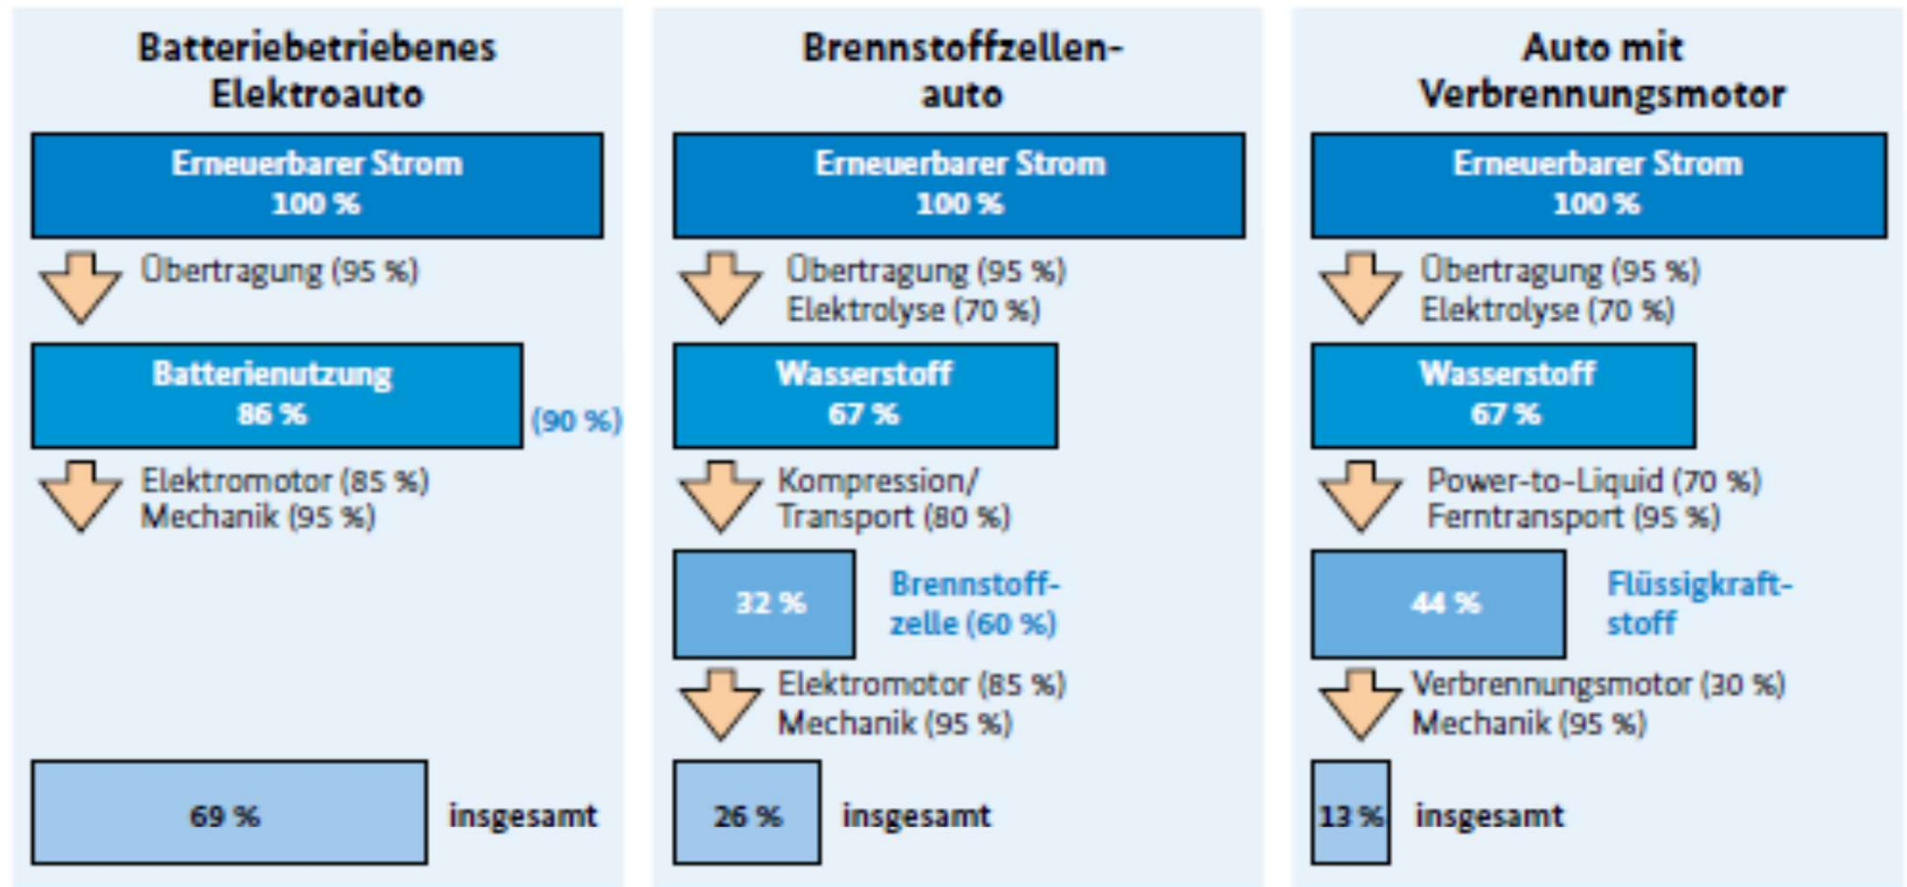 Batteriebetriebenes
Elektroauto
Erneuerbarer Strom
100 %
Übertragung (95 %)
Batterienutzung
86 %
(90 %)
Elektromotor (85 %)
Mechanik (95 %)
69 %
insgesamt
Brennstoffzellen-
auto
Erneuerbarer Strom
100 %
Übertragung (95 %)
Elektrolyse (70 %)
Wasserstoff
67 %
Kompression/
Transport (80 %)
32 %
Brennstoff-
zelle (60 %)
Elektromotor (85 %)
Mechanik (95 %)
26 %
insgesamt
Auto mit
Verbrennungsmotor
Erneuerbarer Strom
100 %
Übertragung (95 %)
Elektrolyse (70 %)
Wasserstoff
67 %
Power-to-Liquid (70 %)
Ferntransport (95 %)
44 %
Flüssigkraft-
stoff
Verbrennungsmotor (30 %)
Mechanik (95 %)
13 %
insgesamt